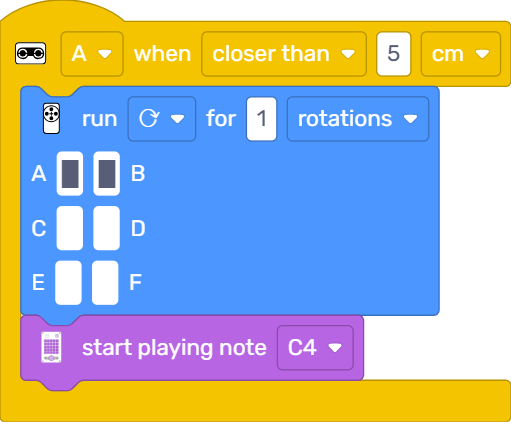 A when closer than 5 cm
run for 1 rotations
A B
C D
E F
start playing note C4